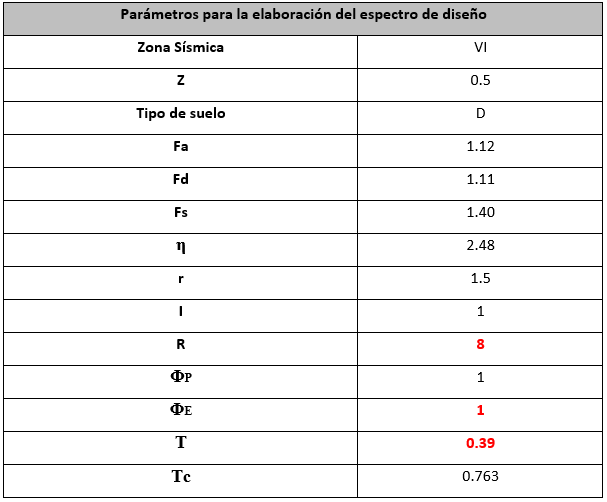 Parámetros para la elaboración del espectro de diseño
Zona Sísmica VI
Z 0.5
Tipo de suelo D
Fa 1.12
Fd 1.11
Fs 1.40
η 2.48
r 1.5
I 1
R 8
ΦP 1
ΦE 1
T 0.39
Tc 0.763